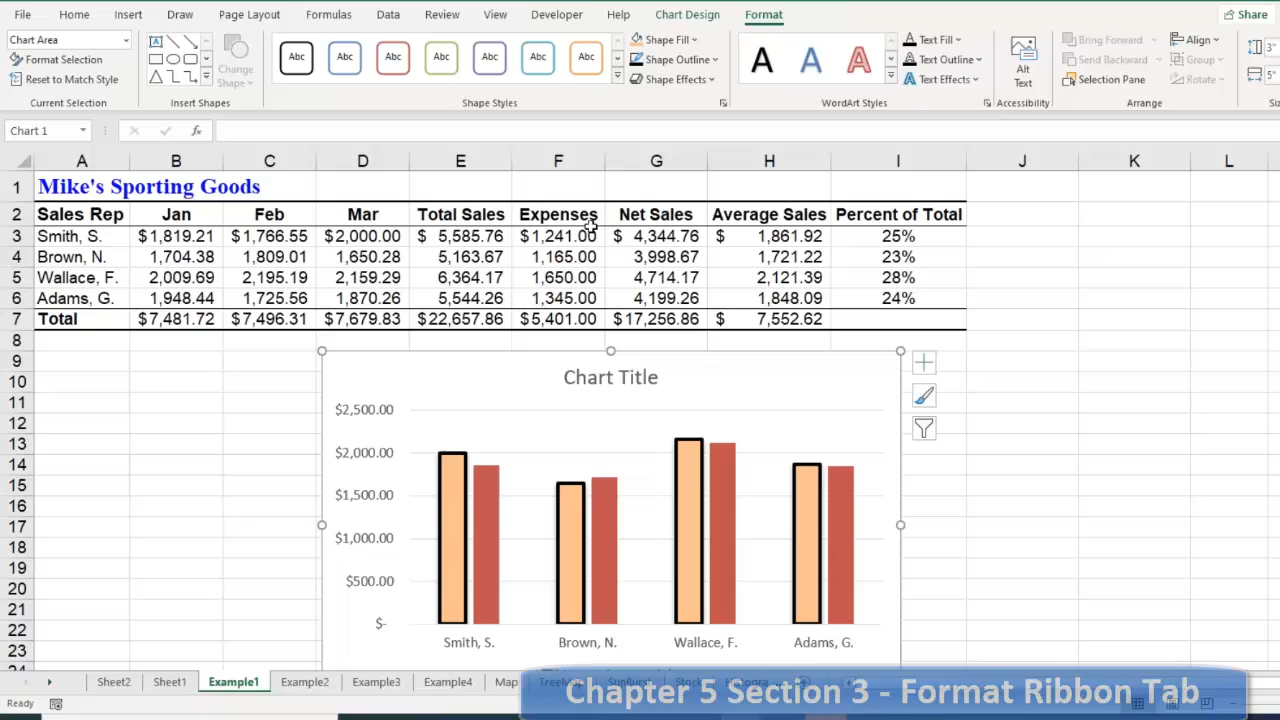 File Home Insert Draw Page Layout Formulas Data Review View Developer Help Chart Design Format Share
Chart Area
Format Selection
Reset to Match Style
Current Selection
Change Shape
Insert Shapes
Abc Abc Abc Abc Abc Abc Abc
Shape Fill
Shape Outline
Shape Effects
Shape Styles
A A A
Text Fill
Text Outline
Text Effects
WordArt Styles
Alt Text
Accessibility
Bring Forward
Send Backward
Selection Pane
Align
Group
Rotate
Arrange
3"
5"
Chart 1 fx
A B C D E F G H I J K L
1 Mike's Sporting Goods
2 Sales Rep Jan Feb Mar Total Sales Expenses Net Sales Average Sales Percent of Total
3 Smith, S. $1,819.21 $1,766.55 $2,000.00 $ 5,585.76 $1,241.00 $ 4,344.76 $ 1,861.92 25%
4 Brown, N. 1,704.38 1,809.01 1,650.28 5,163.67 1,165.00 3,998.67 1,721.22 23%
5 Wallace, F. 2,009.69 2,195.19 2,159.29 6,364.17 1,650.00 4,714.17 2,121.39 28%
6 Adams, G. 1,948.44 1,725.56 1,870.26 5,544.26 1,345.00 4,199.26 1,848.09 24%
7 Total $7,481.72 $7,496.31 $7,679.83 $22,657.86 $5,401.00 $17,256.86 $ 7,552.62
8
9
10
11
12
13
14
15
16
17
18
19
20
21
22
23
Chart Title
$2,500.00
$2,000.00
$1,500.00
$1,000.00
$500.00
$-
Smith, S. Brown, N. Wallace, F. Adams, G.
Sheet2 Sheet1 Example1 Example2 Example3 Example4 Map
Chapter 5 Section 3 - Format Ribbon Tab
Ready